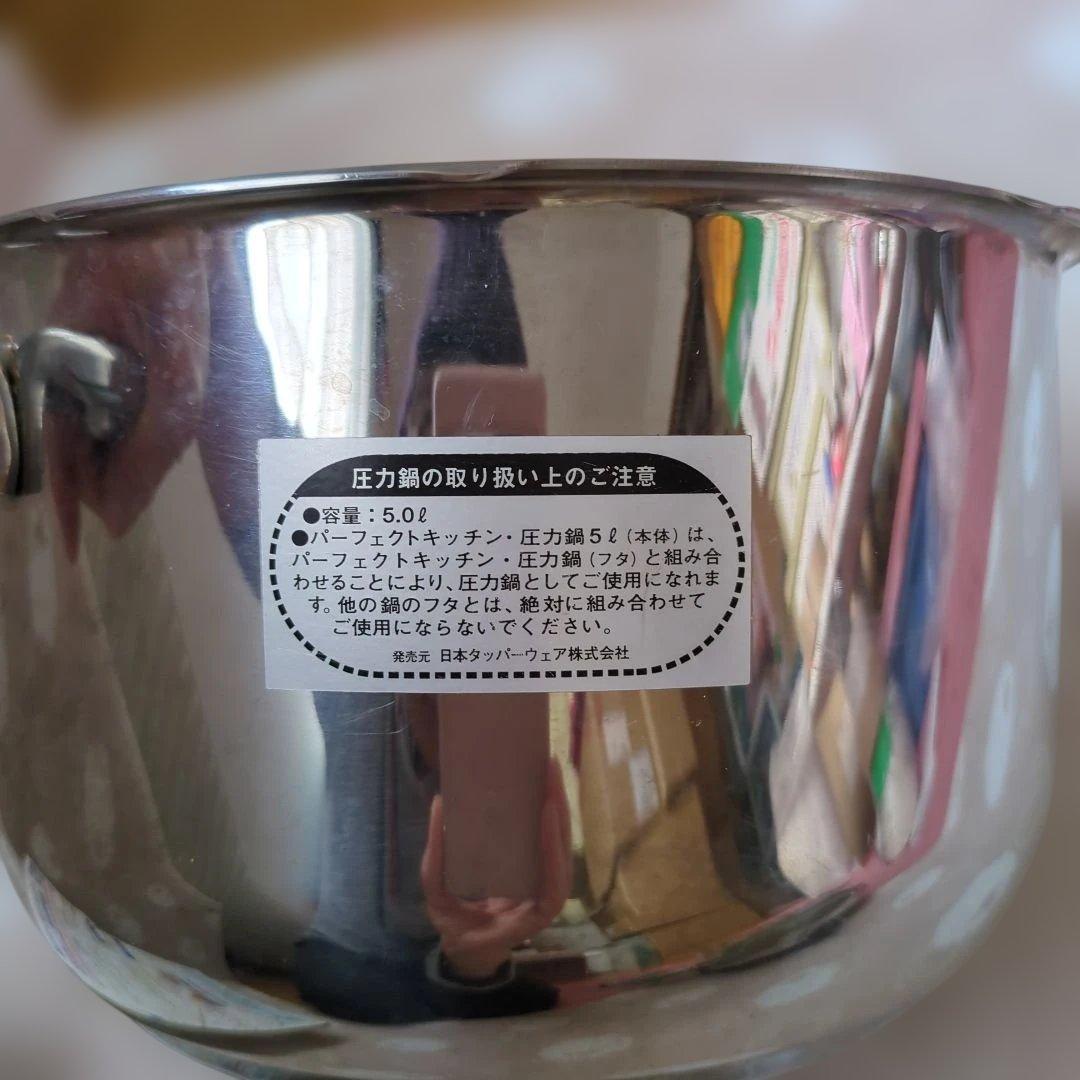 圧力鍋の取り扱い上のご注意
●容量：5.0ℓ
●パーフェクトキッチン・圧力鍋5ℓ（本体）は、
パーフェクトキッチン・圧力鍋（フタ）と組み合
わせることにより、圧力鍋としてご使用になれま
す。他の鍋のフタとは、絶対に組み合わせて
ご使用にならないでください。
発売元 日本タッパーウェア株式会社